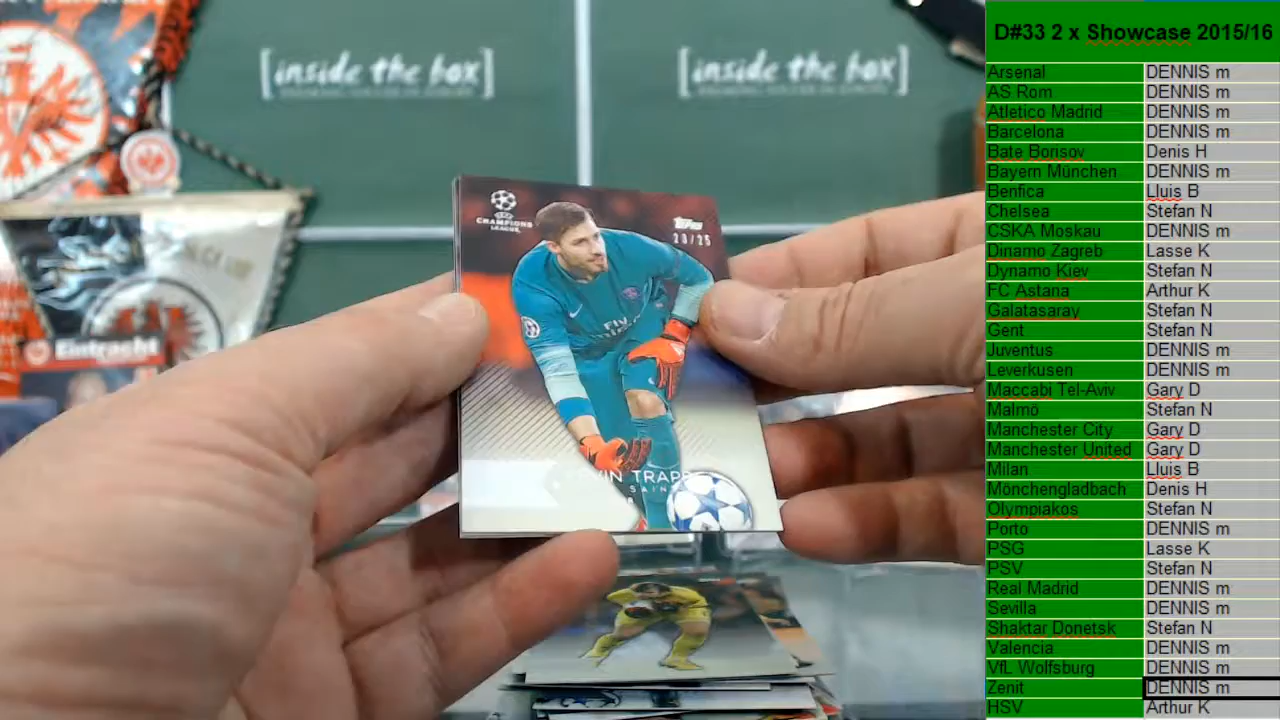 [inside the box]
[inside the box]
Eintracht
CHAMPIONS
LEAGUE
Topps
FLY
D#33 2 x Showcase 2015/16
Arsenal DENNIS m
AS Rom DENNIS m
Atletico Madrid DENNIS m
Barcelona DENNIS m
Bate Borisov Denis H
Bayern München DENNIS m
Benfica Lluis B
Chelsea Stefan N
CSKA Moskau DENNIS m
Dinamo Zagreb Lasse K
Dynamo Kiev Stefan N
FC Astana Arthur K
Galatasaray Stefan N
Gent Stefan N
Juventus DENNIS m
Leverkusen DENNIS m
Maccabi Tel-Aviv Gary D
Malmö Stefan N
Manchester City Gary D
Manchester United Gary D
Milan Lluis B
Mönchengladbach Denis H
Olympiakos Stefan N
Porto DENNIS m
PSG Lasse K
PSV Stefan N
Real Madrid DENNIS m
Sevilla DENNIS m
Shaktar Donetsk Stefan N
Valencia DENNIS m
VfL Wolfsburg DENNIS m
Zenit DENNIS m
HSV Arthur K